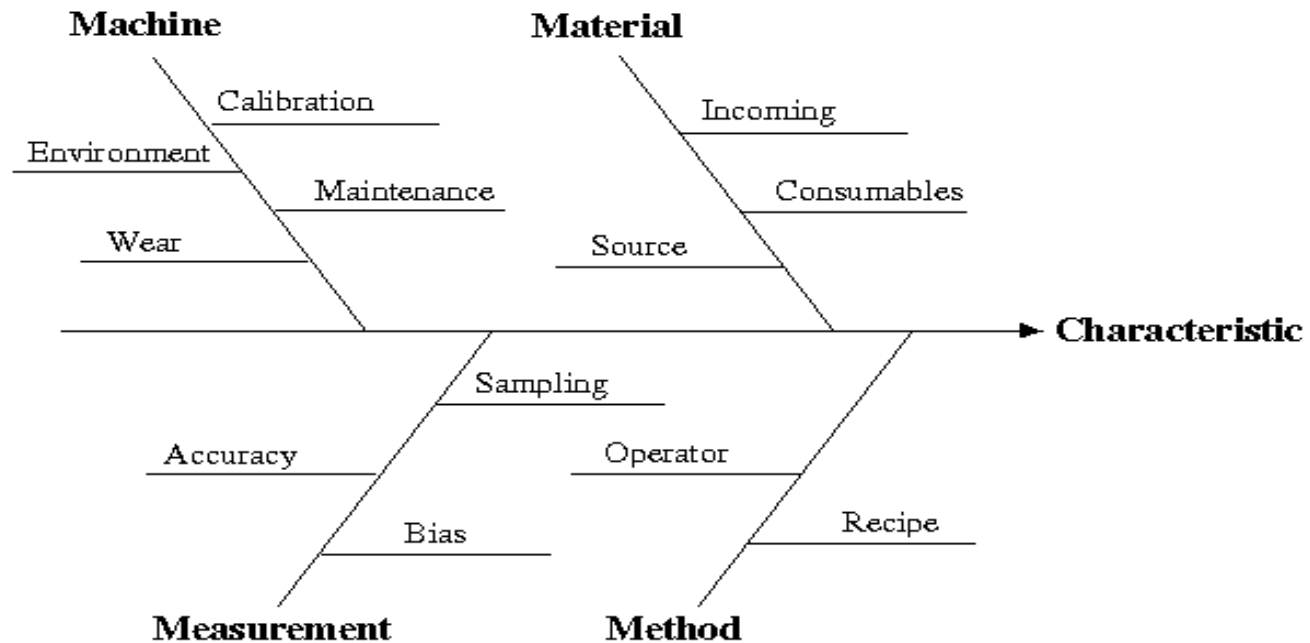 Machine
Material
Calibration
Incoming
Environment
Maintenance
Consumables
Wear
Source
Characteristic
Sampling
Accuracy
Operator
Bias
Recipe
Measurement
Method